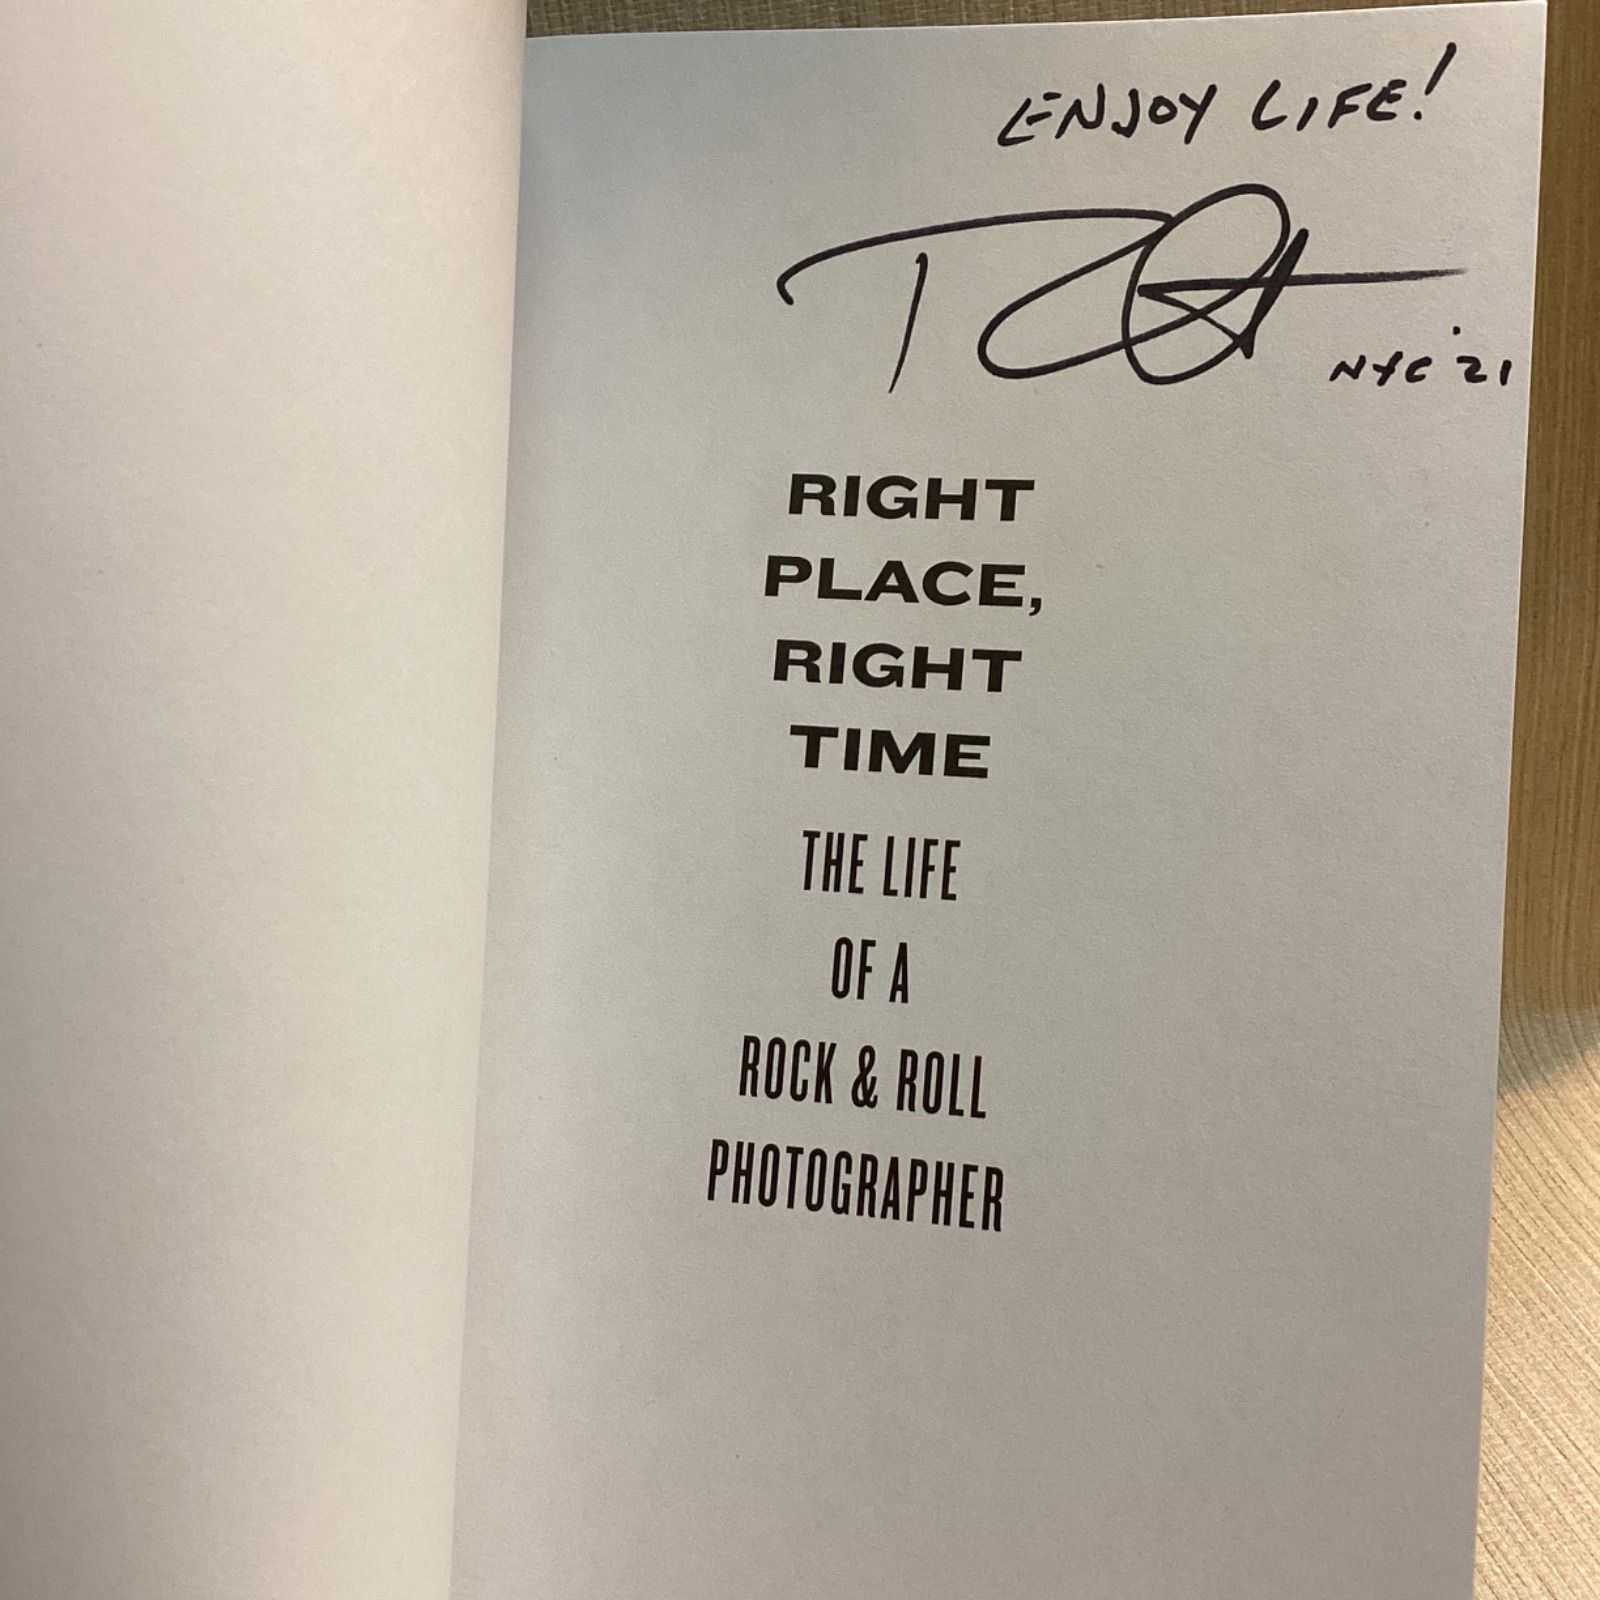 ENJOY LIFE!
NYC '21
RIGHT
PLACE,
RIGHT
TIME
THE LIFE
OF A
ROCK & ROLL
PHOTOGRAPHER